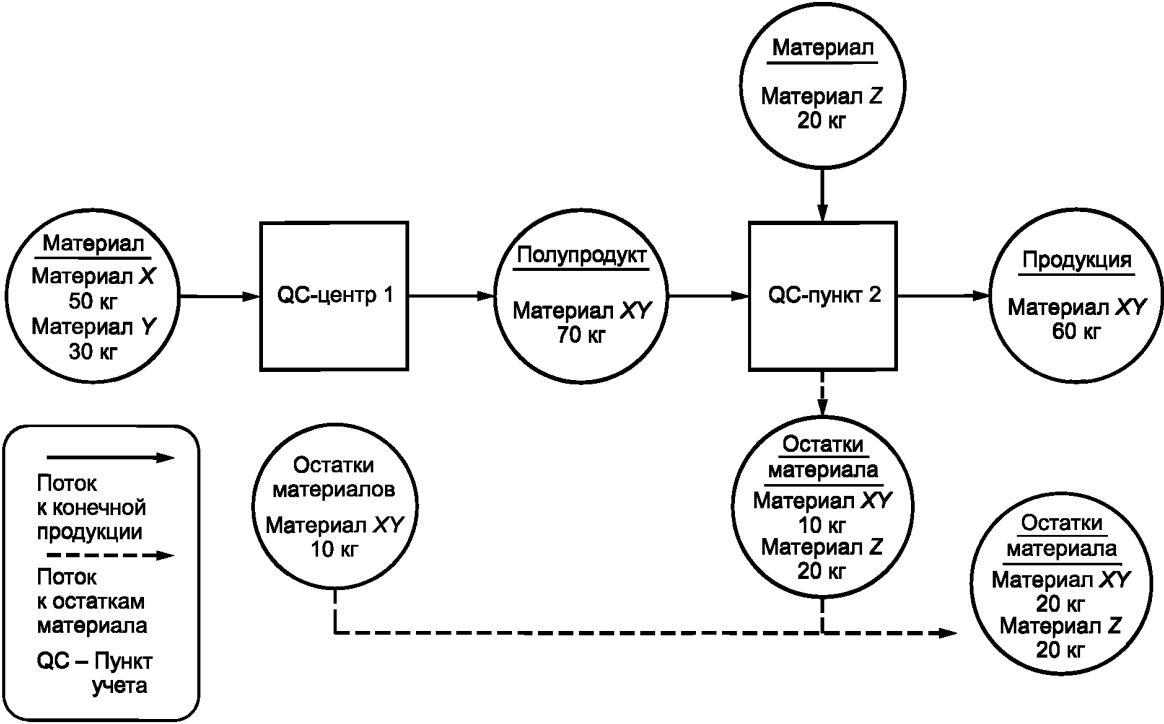 Материал
Материал Z
20 кг
Материал
Материал X
50 кг
Материал Y
30 кг
QC-центр 1
Полупродукт
Материал XY
70 кг
QC-пункт 2
Продукция
Материал XY
60 кг
Поток
к конечной
продукции
Поток
к остаткам
материала
QC – Пункт
учета
Остатки
материалов
Материал XY
10 кг
Остатки
материала
Материал XY
10 кг
Материал Z
20 кг
Остатки
материала
Материал XY
20 кг
Материал Z
20 кг